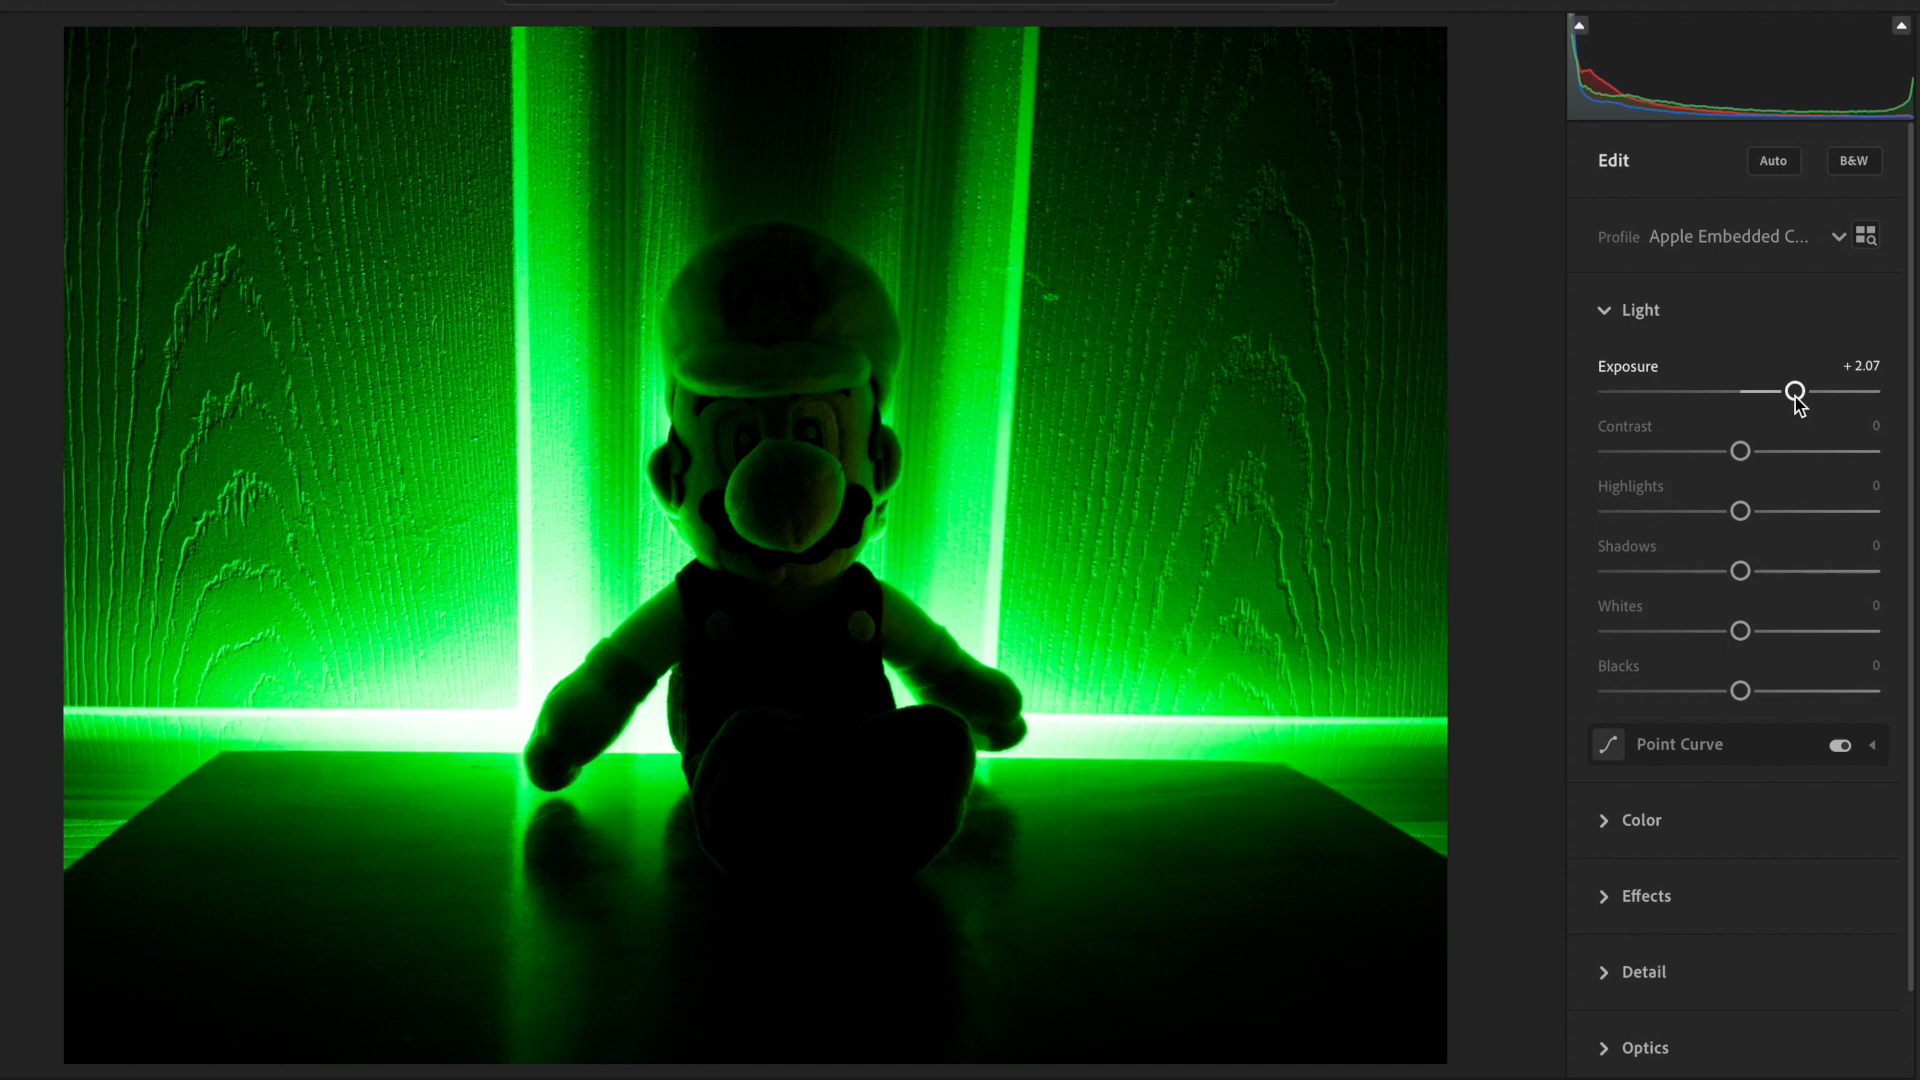 Edit
Auto
B&W
Profile Apple Embedded C...
Light
Exposure + 2.07
Contrast 0
Highlights 0
Shadows 0
Whites 0
Blacks 0
Point Curve
Color
Effects
Detail
Optics